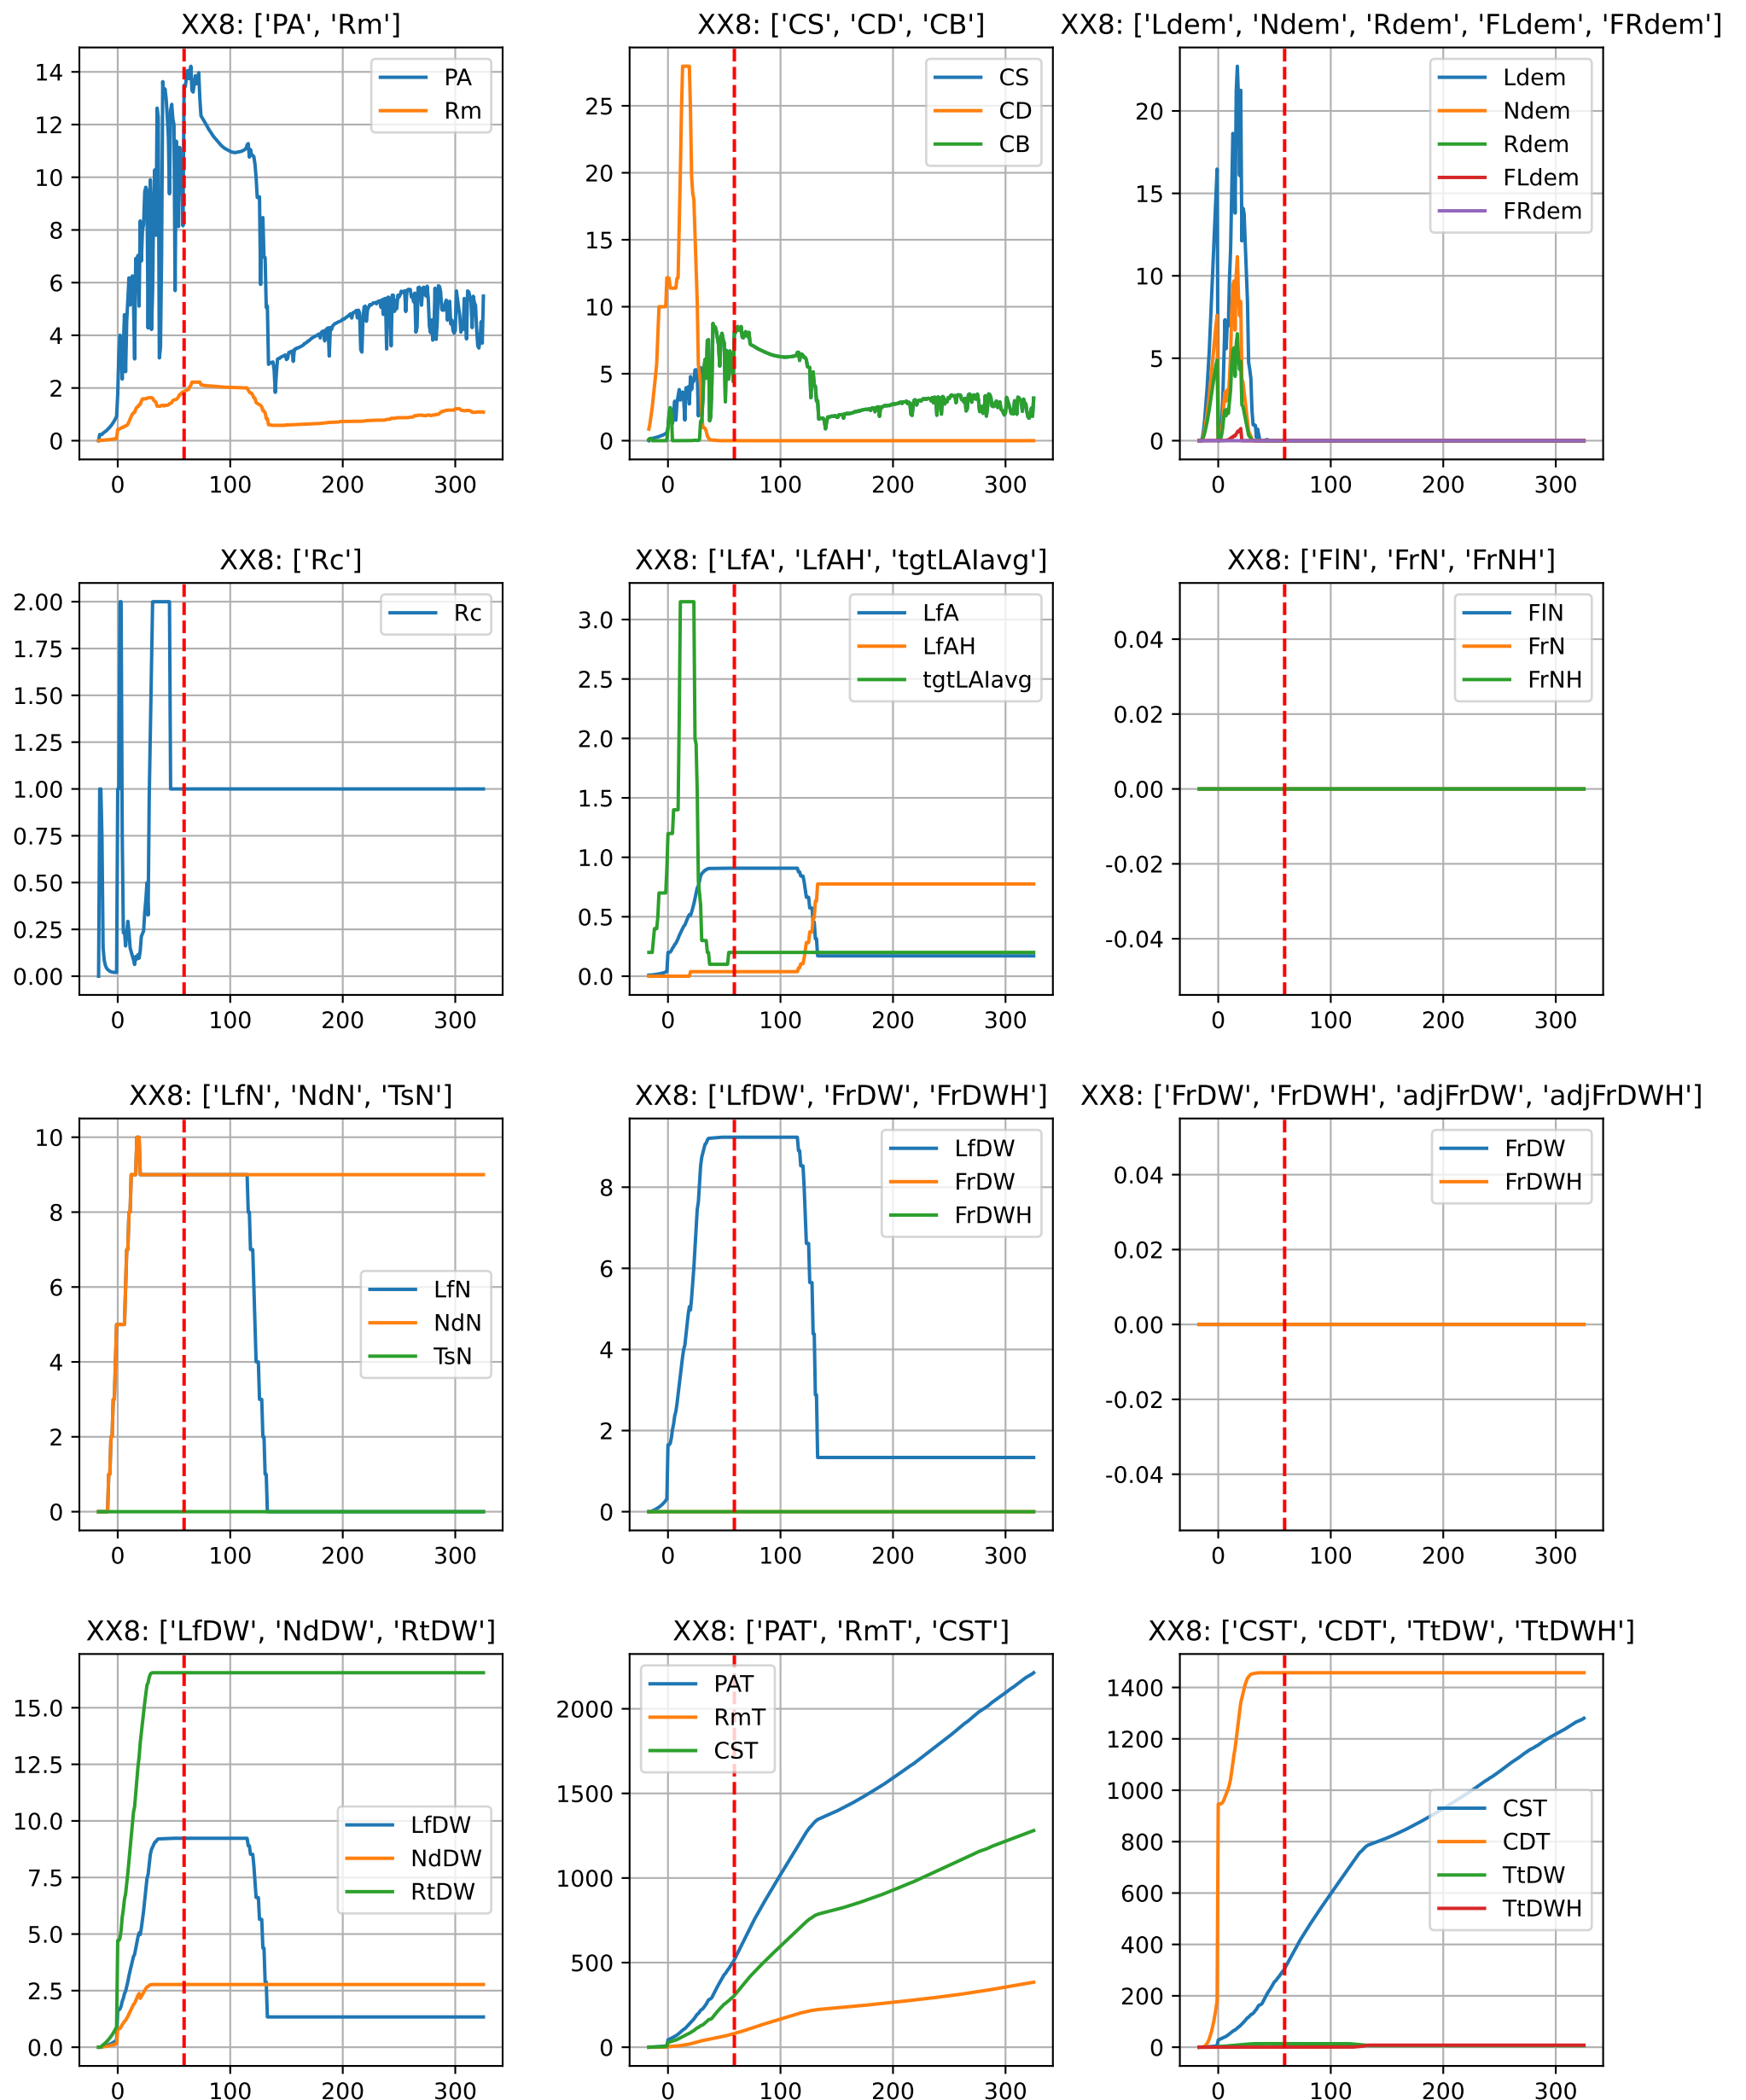 XX8: ['PA', 'Rm']
14
12
10
8
6
4
2
0
0 100 200 300
PA
Rm
XX8: ['CS', 'CD', 'CB']
25
20
15
10
5
0
0 100 200 300
CS
CD
CB
XX8: ['Ldem', 'Ndem', 'Rdem', 'FLdem', 'FRdem']
20
15
10
5
0
0 100 200 300
Ldem
Ndem
Rdem
FLdem
FRdem
XX8: ['Rc']
2.00
1.75
1.50
1.25
1.00
0.75
0.50
0.25
0.00
0 100 200 300
Rc
XX8: ['LfA', 'LfAH', 'tgtLAIavg']
3.0
2.5
2.0
1.5
1.0
0.5
0.0
0 100 200 300
LfA
LfAH
tgtLAIavg
XX8: ['FlN', 'FrN', 'FrNH']
0.04
0.02
0.00
-0.02
-0.04
0 100 200 300
FlN
FrN
FrNH
XX8: ['LfN', 'NdN', 'TsN']
10
8
6
4
2
0
0 100 200 300
LfN
NdN
TsN
XX8: ['LfDW', 'FrDW', 'FrDWH']
8
6
4
2
0
0 100 200 300
LfDW
FrDW
FrDWH
XX8: ['FrDW', 'FrDWH', 'adjFrDW', 'adjFrDWH']
0.04
0.02
0.00
-0.02
-0.04
0 100 200 300
FrDW
FrDWH
XX8: ['LfDW', 'NdDW', 'RtDW']
15.0
12.5
10.0
7.5
5.0
2.5
0.0
0 100 200 300
LfDW
NdDW
RtDW
XX8: ['PAT', 'RmT', 'CST']
2000
1500
1000
500
0
0 100 200 300
PAT
RmT
CST
XX8: ['CST', 'CDT', 'TtDW', 'TtDWH']
1400
1200
1000
800
600
400
200
0
0 100 200 300
CST
CDT
TtDW
TtDWH